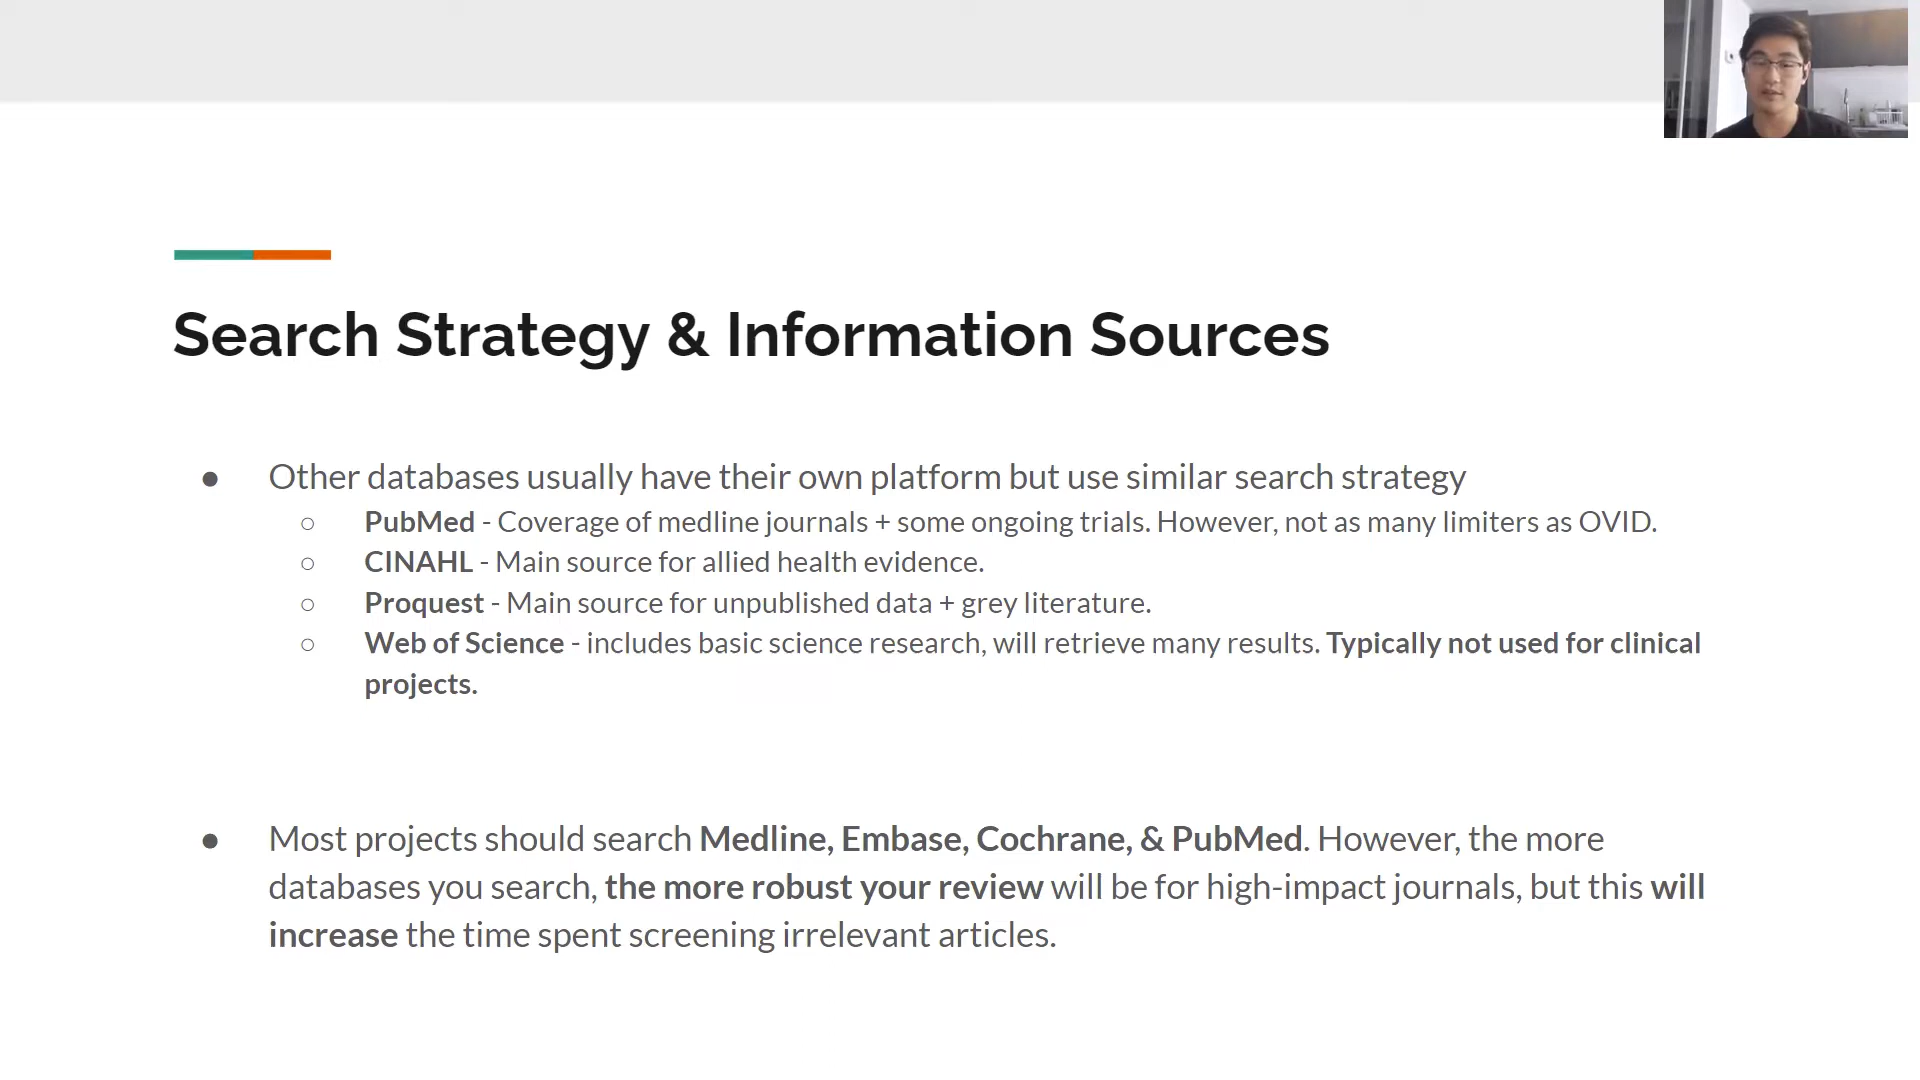 Search Strategy & Information Sources
● Other databases usually have their own platform but use similar search strategy
○ PubMed - Coverage of medline journals + some ongoing trials. However, not as many limiters as OVID.
○ CINAHL - Main source for allied health evidence.
○ Proquest - Main source for unpublished data + grey literature.
○ Web of Science - includes basic science research, will retrieve many results. Typically not used for clinical
projects.
● Most projects should search Medline, Embase, Cochrane, & PubMed. However, the more
databases you search, the more robust your review will be for high-impact journals, but this will
increase the time spent screening irrelevant articles.